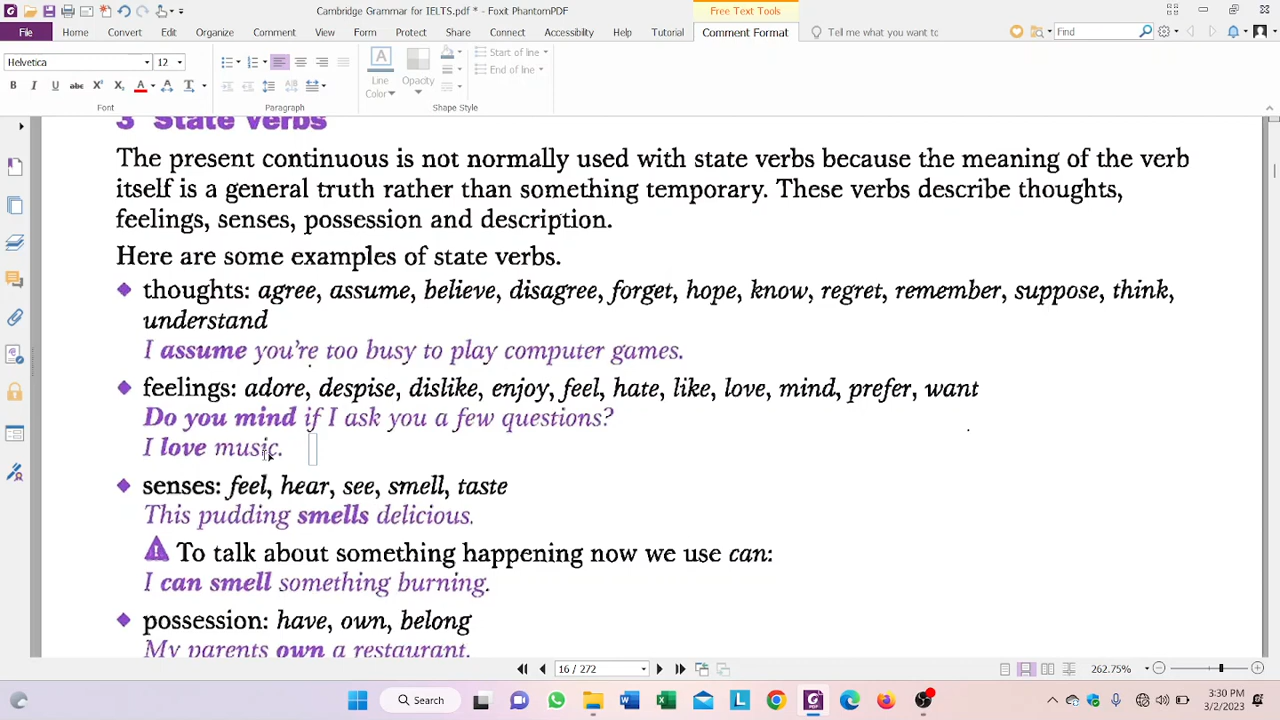 Cambridge Grammar for IELTS.pdf * - Foxit PhantomPDF
Free Text Tools
File Home Convert Edit Organize Comment View Form Protect Share Connect Accessibility Help Tutorial Comment Format Tell me what you want to Find
Helvetica 12
Start of line
End of line
Line Color
Opacity
Font Paragraph Shape Style
3 State verbs
The present continuous is not normally used with state verbs because the meaning of the verb
itself is a general truth rather than something temporary. These verbs describe thoughts,
feelings, senses, possession and description.
Here are some examples of state verbs.
thoughts: agree, assume, believe, disagree, forget, hope, know, regret, remember, suppose, think,
understand
I assume you're too busy to play computer games.
feelings: adore, despise, dislike, enjoy, feel, hate, like, love, mind, prefer, want
Do you mind if I ask you a few questions?
I love music.
senses: feel, hear, see, smell, taste
This pudding smells delicious.
To talk about something happening now we use can:
I can smell something burning.
possession: have, own, belong
My parents own a restaurant.
16 / 272
262.75%
Search
3:30 PM
3/2/2023